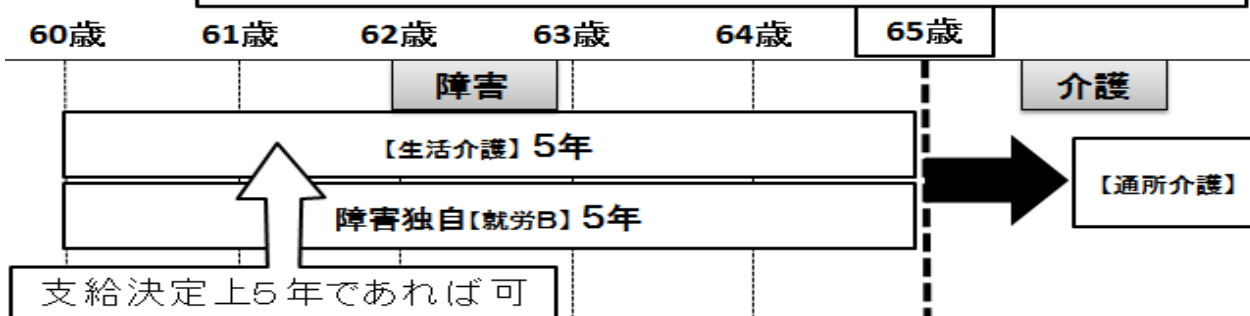 60歳 61歳 62歳 63歳 64歳 65歳
障害 介護
【生活介護】5年
【通所介護】
障害独自【就労B】5年
支給決定上5年であれば可